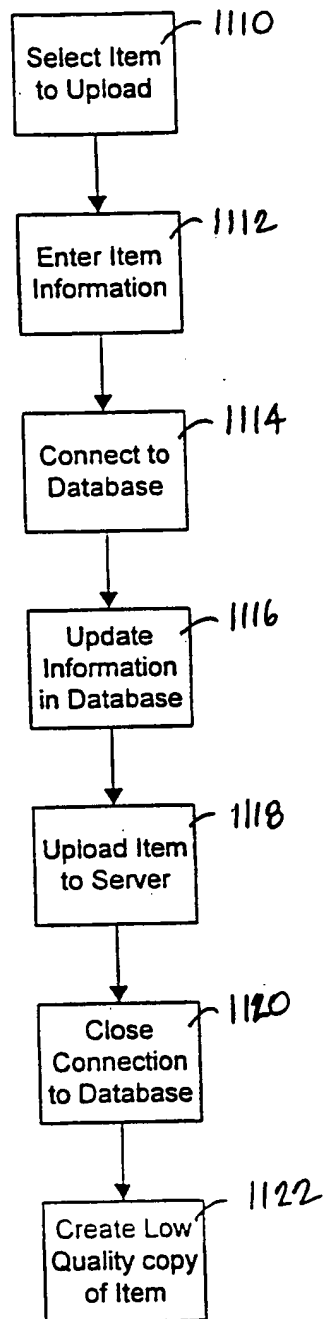 1110
Select Item
to Upload
1112
Enter Item
Information
1114
Connect to
Database
1116
Update
Information
in Database
1118
Upload Item
to Server
1120
Close
Connection
to Database
1122
Create Low
Quality copy
of Item